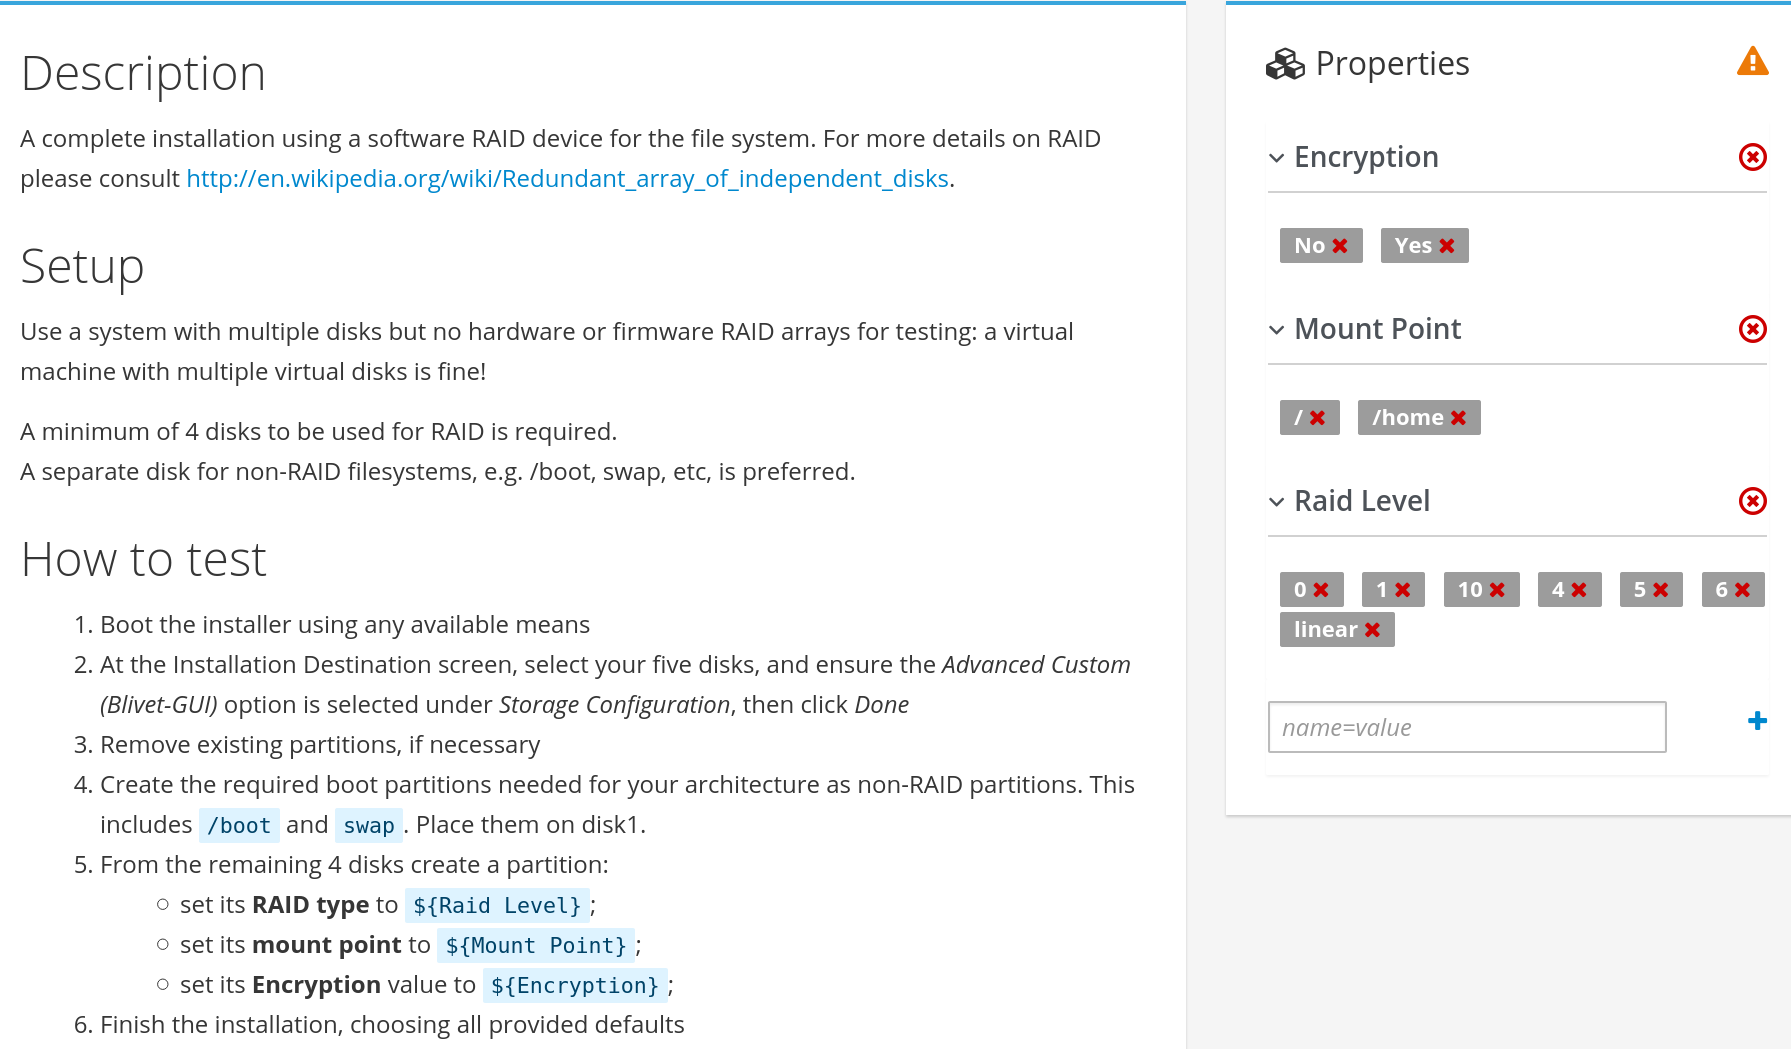 Description
A complete installation using a software RAID device for the file system. For more details on RAID
please consult http://en.wikipedia.org/wiki/Redundant_array_of_independent_disks.
Setup
Use a system with multiple disks but no hardware or firmware RAID arrays for testing: a virtual
machine with multiple virtual disks is fine!
A minimum of 4 disks to be used for RAID is required.
A separate disk for non-RAID filesystems, e.g. /boot, swap, etc, is preferred.
How to test
1. Boot the installer using any available means
2. At the Installation Destination screen, select your five disks, and ensure the Advanced Custom
(Blivet-GUI) option is selected under Storage Configuration, then click Done
3. Remove existing partitions, if necessary
4. Create the required boot partitions needed for your architecture as non-RAID partitions. This
includes /boot and swap. Place them on disk1.
5. From the remaining 4 disks create a partition:
○ set its RAID type to ${Raid Level};
○ set its mount point to ${Mount Point};
○ set its Encryption value to ${Encryption};
6. Finish the installation, choosing all provided defaults
Properties
Encryption
No Yes
Mount Point
/ /home
Raid Level
0 1 10 4 5 6
linear
name=value